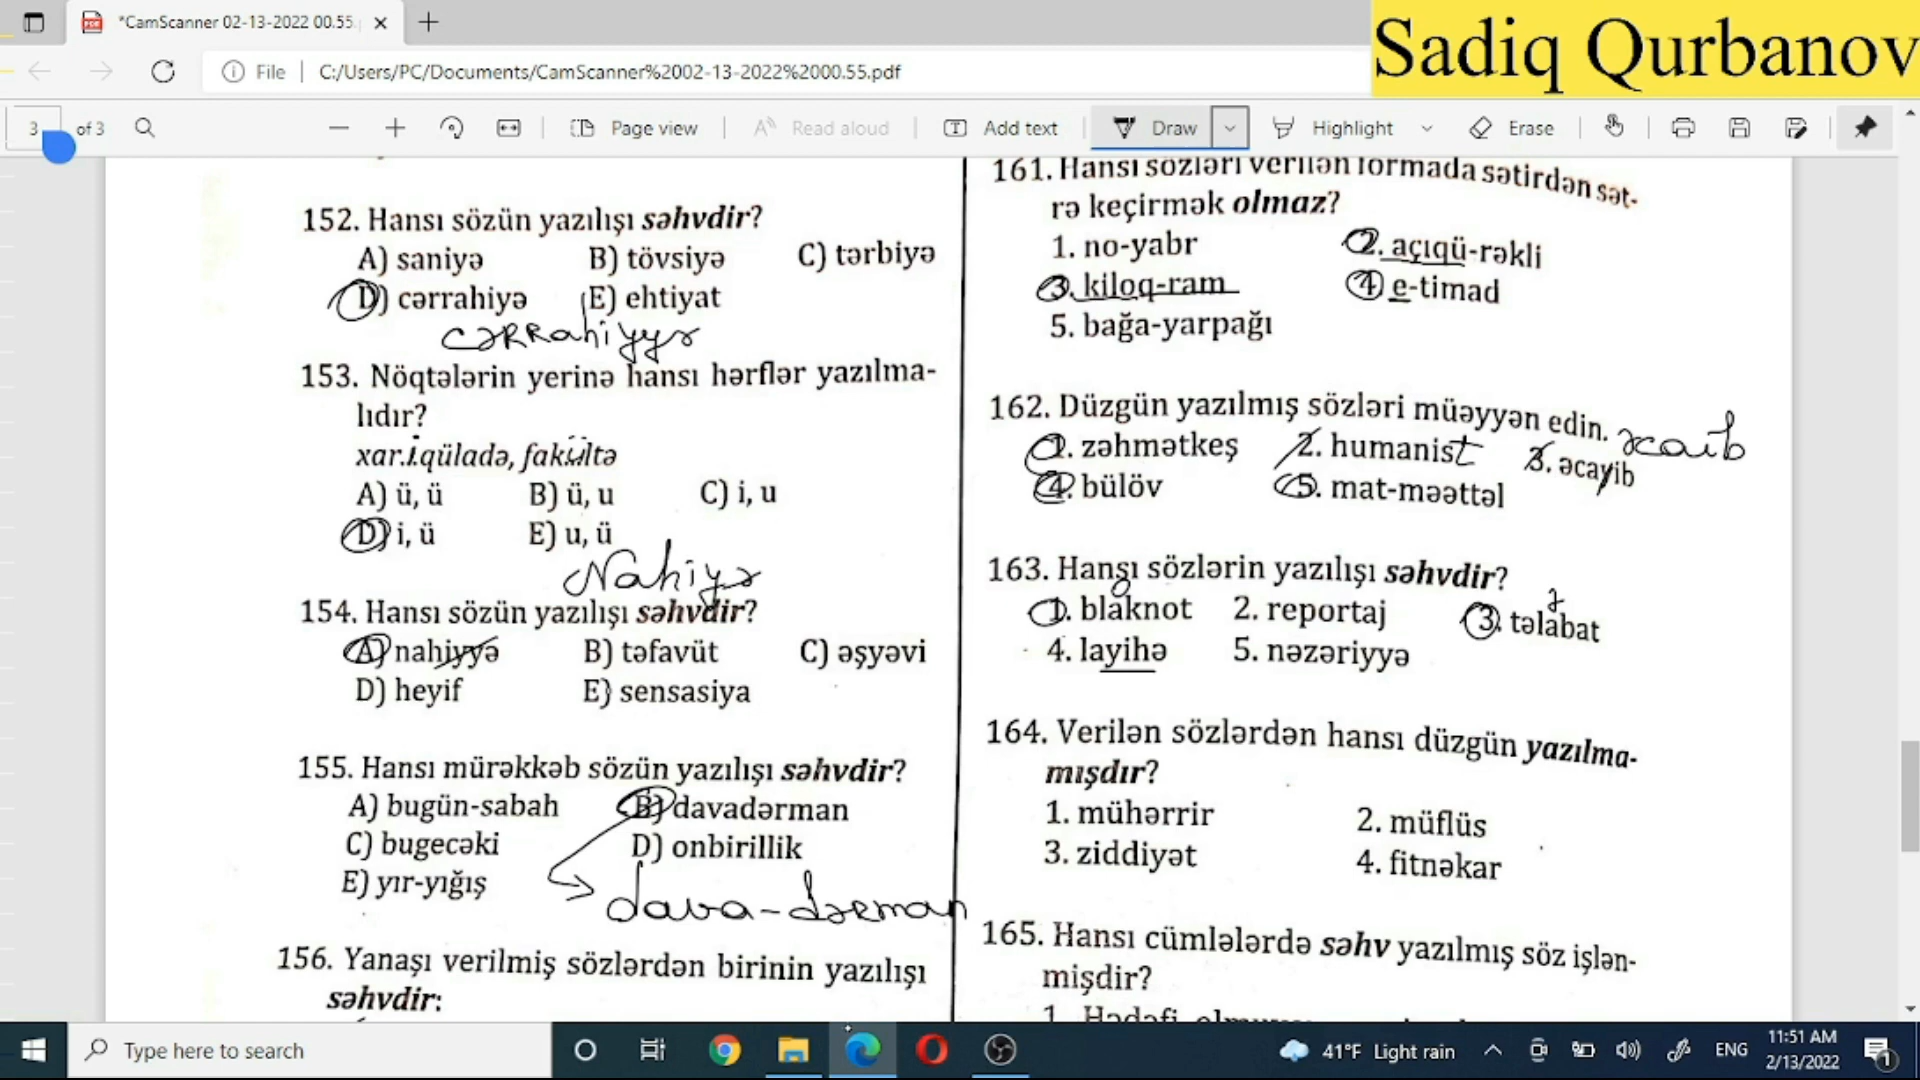 *CamScanner 02-13-2022 00.55.
Sadiq Qurbanov
File
C:/Users/PC/Documents/CamScanner%2002-13-2022%2000.55.pdf
3 of 3
Page view
Read aloud
Add text
Draw
Highlight
Erase
152. Hansı sözün yazılışı səhvdir?
A) saniyə B) tövsiyə C) tərbiyə
D) cərrahiyə E) ehtiyat
cərrahiyyə
153. Nöqtələrin yerinə hansı hərflər yazılma-
lıdır?
xar.i.qüladə, fakültə
A) ü, ü B) ü, u C) i, u
D) i, ü E) u, ü
Nahiyə
154. Hansı sözün yazılışı səhvdir?
A) nahiyyə B) təfavüt C) əşyəvi
D) heyif E) sensasiya
155. Hansı mürəkkəb sözün yazılışı səhvdir?
A) bugün-sabah B) davadərman
C) bugecəki D) onbirillik
E) yır-yığış
dava-dərman
156. Yanaşı verilmiş sözlərdən birinin yazılışı
səhvdir:
161. Hansı sözləri verilən formada sətirdən sət-
rə keçirmək olmaz?
1. no-yabr 2. açıqü-rəkli
3. kiloq-ram 4) e-timad
5. bağa-yarpağı
162. Düzgün yazılmış sözləri müəyyən edin.
əcaib
1. zəhmətkeş 2. humanist 3. əcayib
4. bülöv 5. mat-məəttəl
163. Hansı sözlərin yazılışı səhvdir?
o ə
1. blaknot 2. reportaj 3. təlabat
4. layihə 5. nəzəriyyə
164. Verilən sözlərdən hansı düzgün yazılma-
mışdır?
1. mühərrir 2. müflüs
3. ziddiyət 4. fitnəkar
165. Hansı cümlələrdə səhv yazılmış söz işlən-
mişdir?
Type here to search
41°F Light rain
ENG
11:51 AM
2/13/2022
1